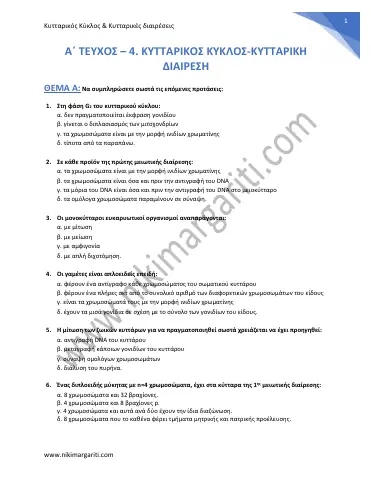 Κυτταρικός Κύκλος & Κυτταρικές διαιρέσεις
1
Α΄ ΤΕΥΧΟΣ – 4. ΚΥΤΤΑΡΙΚΟΣ ΚΥΚΛΟΣ-ΚΥΤΤΑΡΙΚΗ
ΔΙΑΙΡΕΣΗ
ΘΕΜΑ Α: Να συμπληρώσετε σωστά τις επόμενες προτάσεις:
1. Στη φάση G₁ του κυτταρικού κύκλου:
α. δεν πραγματοποιείται έκφραση γονιδίου
β. γίνεται ο διπλασιασμός των μιτοχονδρίων
γ. τα χρωμοσώματα είναι με την μορφή ινιδίων χρωματίνης
δ. τίποτα από τα παραπάνω.
2. Σε κάθε προϊόν της πρώτης μειωτικής διαίρεσης:
α. τα χρωμοσώματα είναι με την μορφή ινιδίων χρωματίνης
β. τα χρωμοσώματα είναι όσα και πριν την αντιγραφή του DNA
γ. τα μόρια του DNA είναι όσα και πριν την αντιγραφή του DNA στο μειοκύτταρο
δ. τα ομόλογα χρωμοσώματα παραμένουν σε σύναψη.
3. Οι μονοκύτταροι ευκαρυωτικοί οργανισμοί αναπαράγονται:
α. με μίτωση
β. με μείωση
γ. με αμφιγονία
δ. με απλή διχοτόμηση.
4. Οι γαμέτες είναι απλοειδείς επειδή:
α. φέρουν ένα αντίγραφο κάθε χρωμοσώματος του σωματικού κυττάρου
β. φέρουν ένα πλήρες σετ από το συνολικό αριθμό των διαφορετικών χρωμοσωμάτων του είδους
γ. είναι τα χρωμοσώματά τους με την μορφή ινιδίων χρωματίνης
δ. έχουν τα μισά γονίδια σε σχέση με το σύνολο των γονιδίων του είδους.
5. Η μίτωση των ζωικών κυττάρων για να πραγματοποιηθεί σωστά χρειάζεται να έχει προηγηθεί:
α. αντιγραφή DNA του κυττάρου
β. μεταγραφή κάποιων γονιδίων του κυττάρου
γ. σύναψη ομολόγων χρωμοσωμάτων
δ. διάλυση του πυρήνα.
6. Ένας διπλοειδής μύκητας με n=4 χρωμοσώματα, έχει στα κύτταρα της 1ης μειωτικής διαίρεσης:
α. 8 χρωμοσώματα και 32 βραχίονες.
β. 4 χρωμοσώματα και 8 βραχίονες p.
γ. 4 χρωμοσώματα και αυτά ανά δύο έχουν την ίδια διαζώνωση.
δ. 8 χρωμοσώματα που το καθένα φέρει τμήματα μητρικής και πατρικής προέλευσης.
www.nikimargariti.com
www.nikimargariti.com